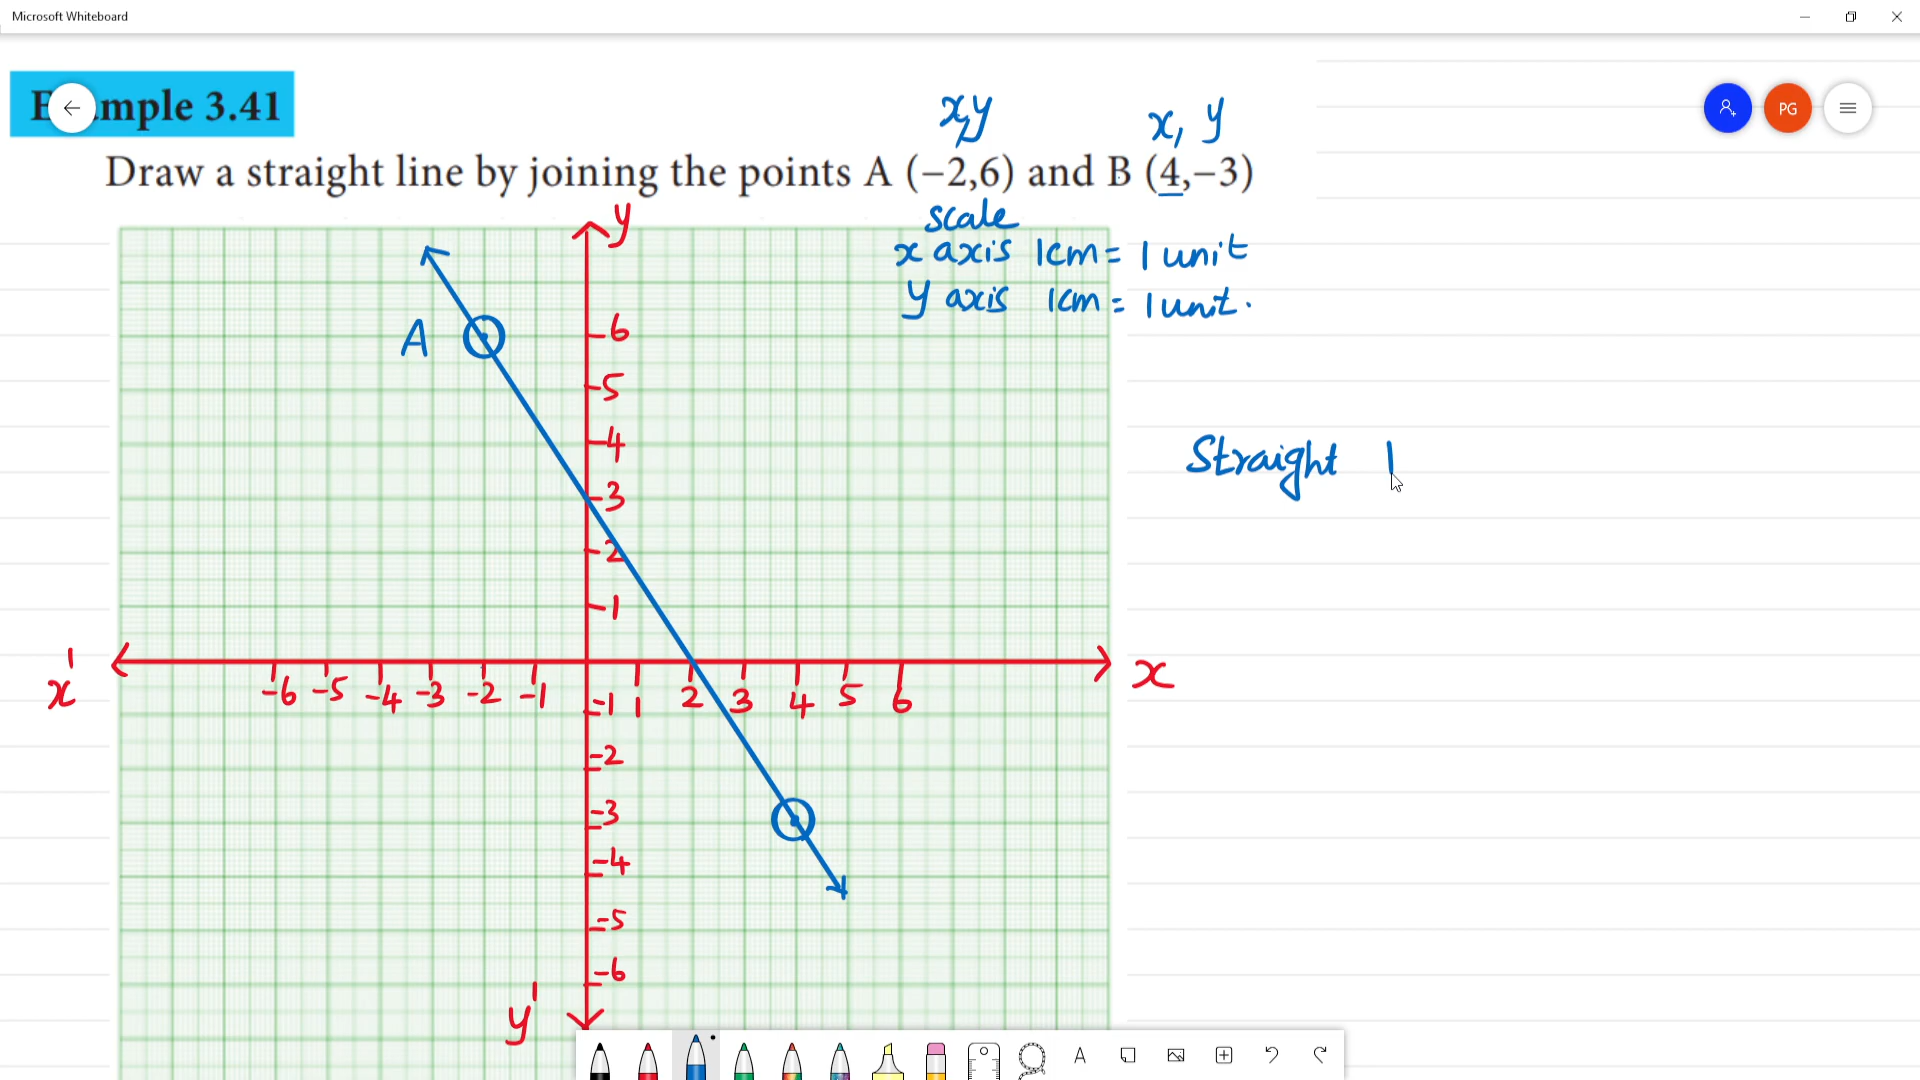 Microsoft Whiteboard
mple 3.41
PG
x,y
x, y
Draw a straight line by joining the points A (−2,6) and B (4,−3)
scale
x axis 1cm = 1 unit
y axis 1cm = 1 unit.
y
A
6
5
4
3
2
1
Straight l
x'
x
-6 -5 -4 -3 -2 -1 1 2 3 4 5 6
-1
-2
-3
-4
-5
-6
y'
A